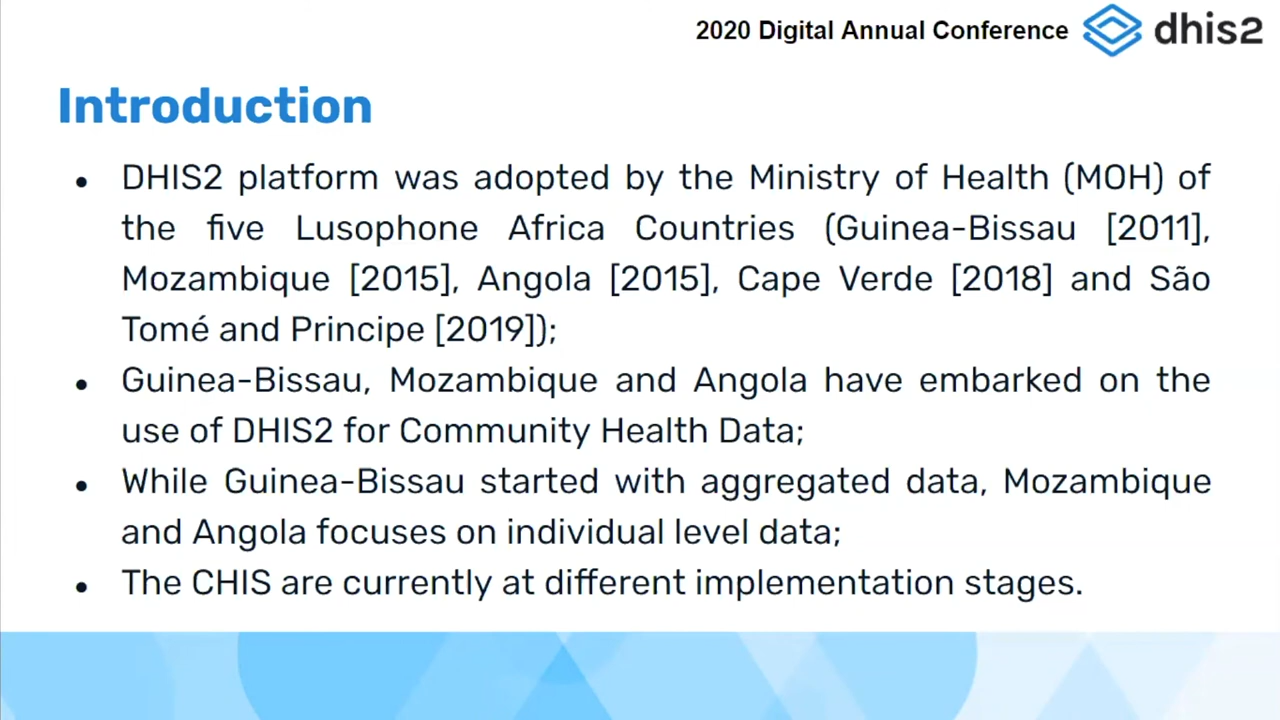 2020 Digital Annual Conference dhis2
Introduction
• DHIS2 platform was adopted by the Ministry of Health (MOH) of
the five Lusophone Africa Countries (Guinea-Bissau [2011],
Mozambique [2015], Angola [2015], Cape Verde [2018] and São
Tomé and Principe [2019]);
• Guinea-Bissau, Mozambique and Angola have embarked on the
use of DHIS2 for Community Health Data;
• While Guinea-Bissau started with aggregated data, Mozambique
and Angola focuses on individual level data;
• The CHIS are currently at different implementation stages.